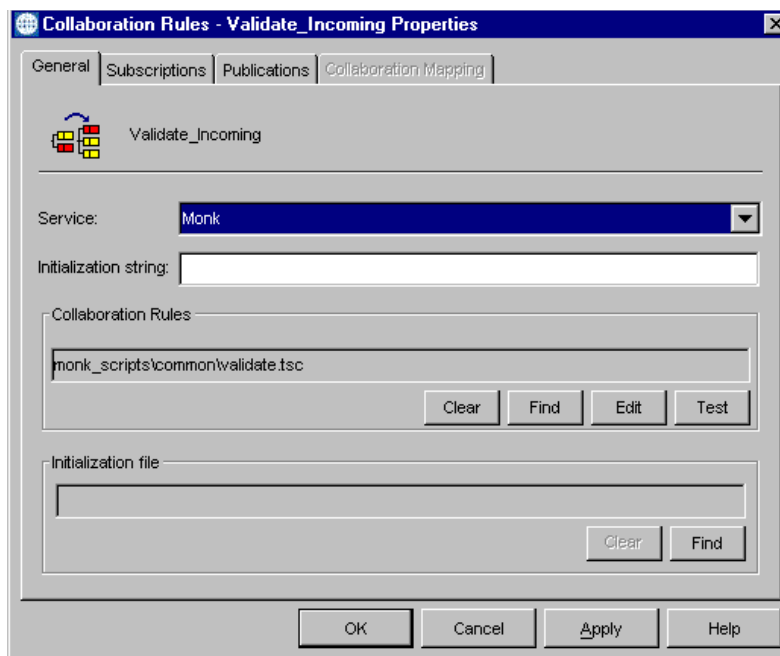 Collaboration Rules - Validate_Incoming Properties
General Subscriptions Publications Collaboration Mapping
Validate_Incoming
Service: Monk
Initialization string:
Collaboration Rules
monk_scripts\common\validate.tsc
Clear Find Edit Test
Initialization file
Clear Find
OK Cancel Apply Help